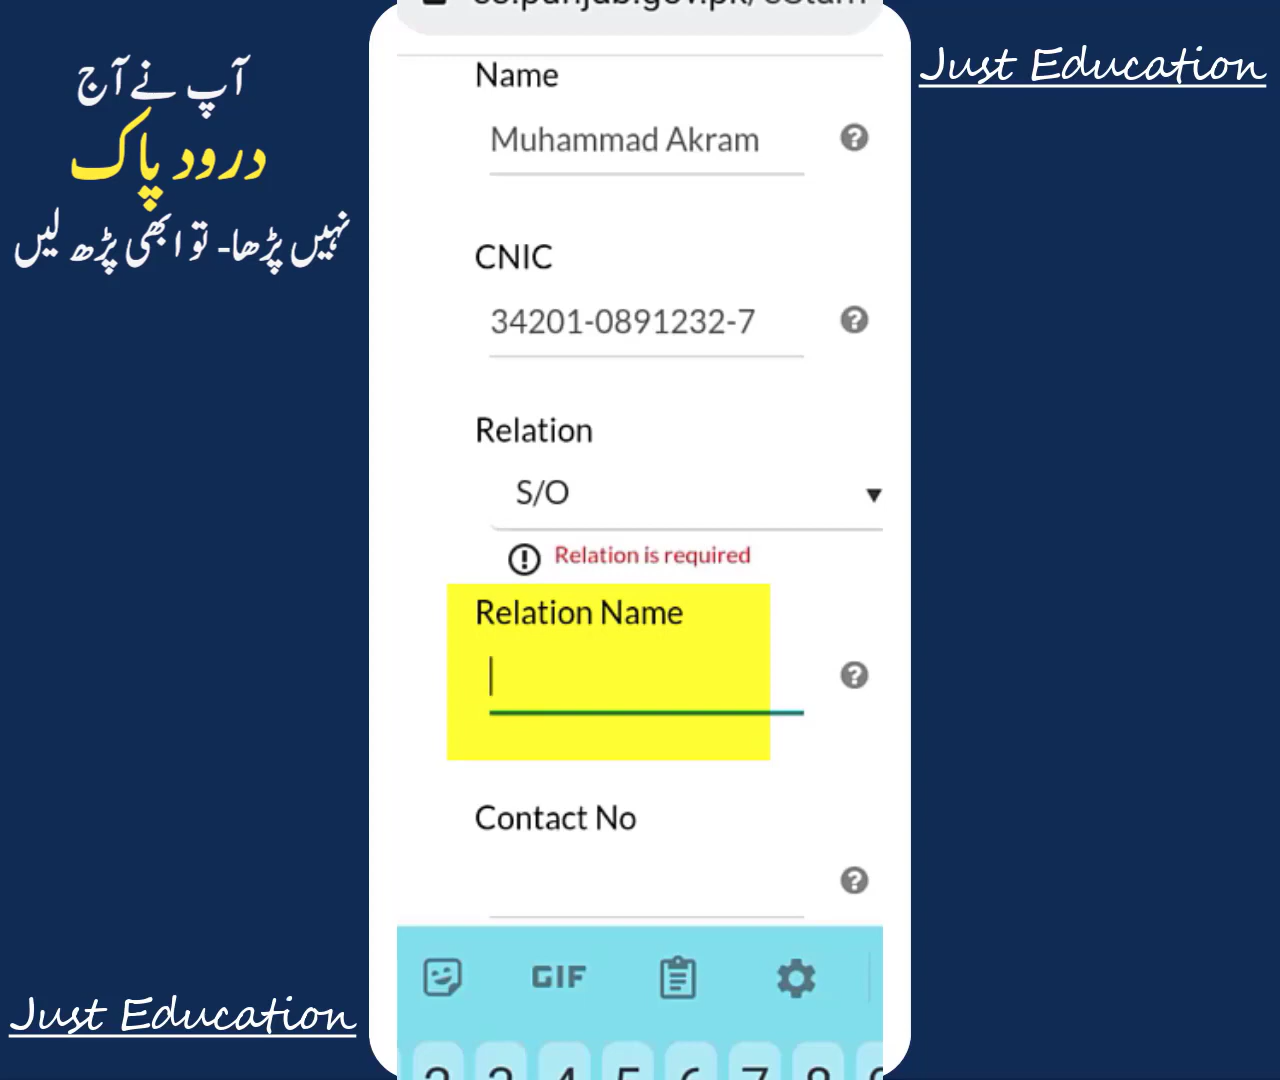 آپ نے آج
درود پاک
نہیں پڑھا- تو ابھی پڑھ لیں
Just Education
Name
Muhammad Akram
CNIC
34201-0891232-7
Relation
S/O
Relation is required
Relation Name
Contact No
GIF
Just Education